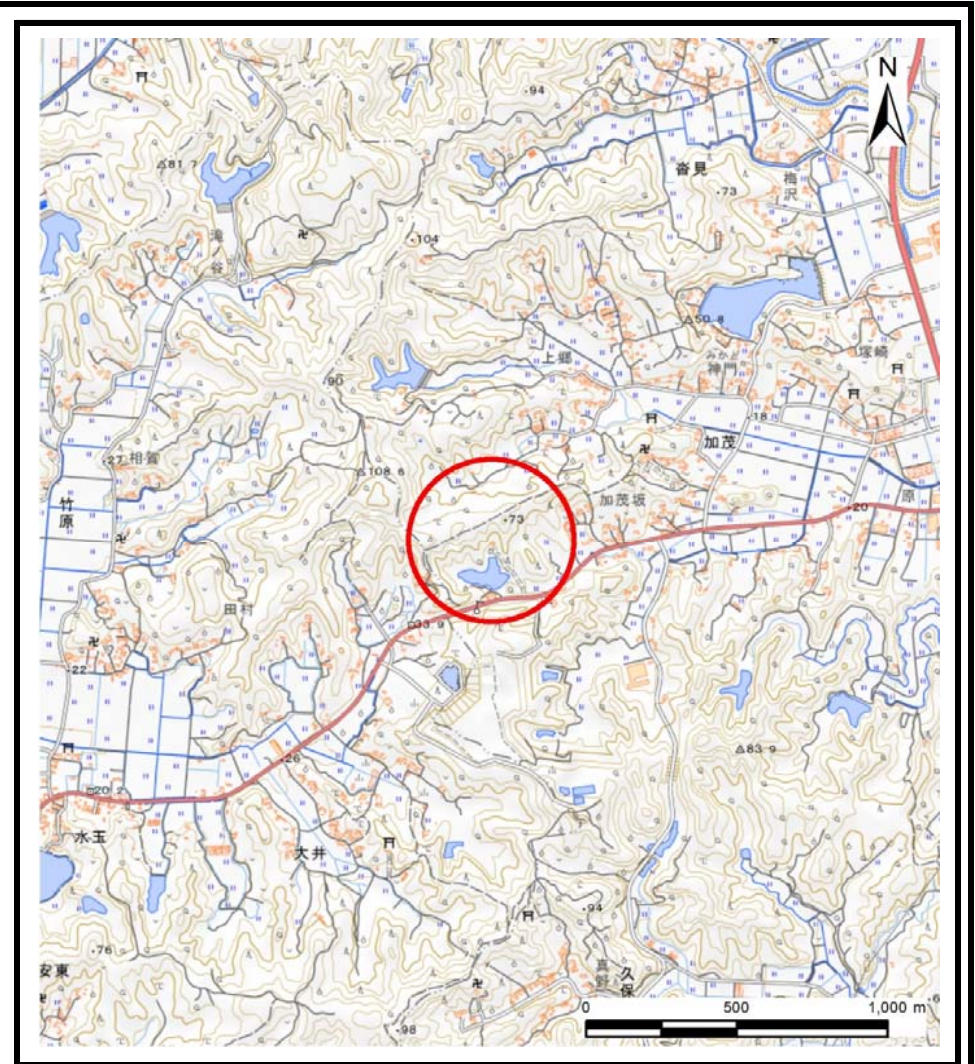 94
N
81.7
沓見
73
梅沢
滝谷
104
50.8
塚崎
上郷
みかど
神門
90
18
加茂
27
相賀
108.6
加茂坂
竹原
73
20
原
田村
33.9
22
83.9
26
20.2
水玉
大井
94
76
安東
真野
久保
98
0 500 1,000 m